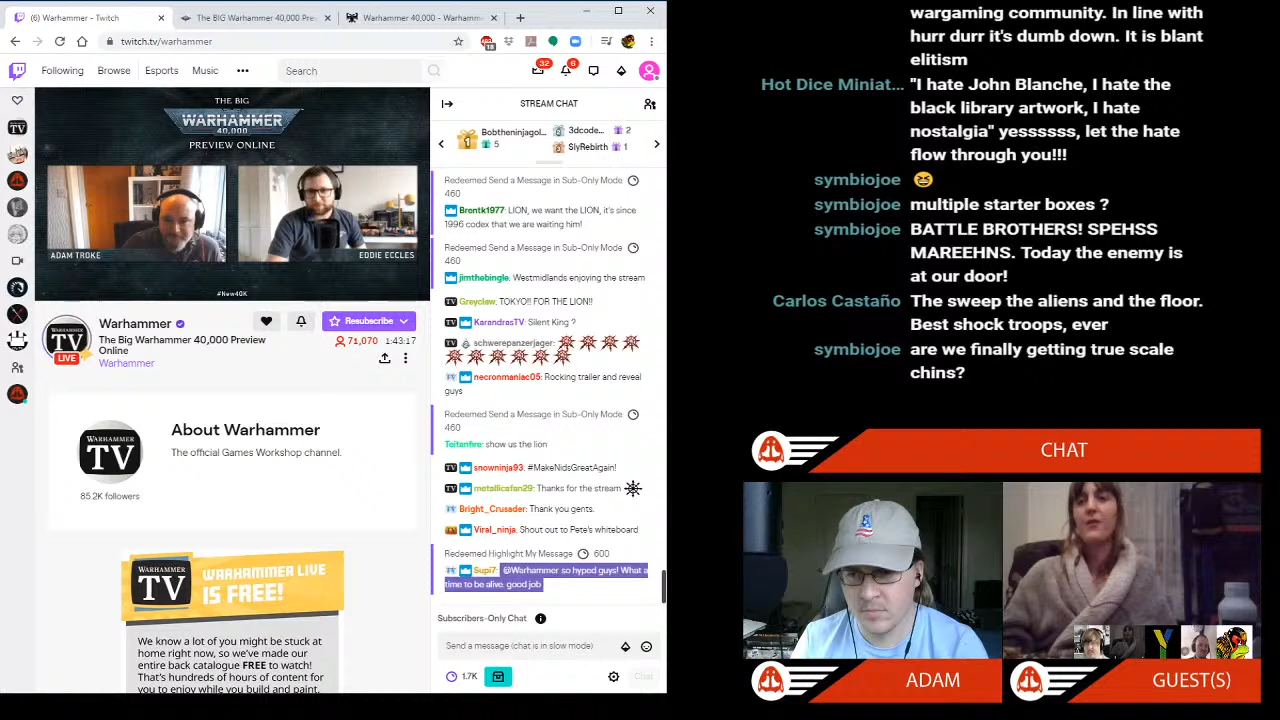 (6) Warhammer - Twitch
The BIG Warhammer 40,000 Prev
Warhammer 40,000 - Warhamm
twitch.tv/warhammer
18
Following Browse Esports Music
Search
32
6
THE BIG
WARHAMMER
40,000
PREVIEW ONLINE
ADAM TROKE
EDDIE ECCLES
#New40K
Warhammer
Resubscribe
The Big Warhammer 40,000 Preview
Online
71,070 1:43:17
Warhammer
WARHAMMER
TV
LIVE
About Warhammer
The official Games Workshop channel.
WARHAMMER
TV
85.2K followers
WARHAMMER
TV
WARHAMMER LIVE
IS FREE!
We know a lot of you might be stuck at
home right now, so we've made our
entire back catalogue FREE to watch!
That's hundreds of hours of content for
you to enjoy while you build and paint.
STREAM CHAT
Bobtheninjagol...
5
3dcode... 2
SlyRebirth 1
Redeemed Send a Message in Sub-Only Mode
460
Brentk1977: LION, we want the LION, it's since
1996 codex that we are waiting him!
Redeemed Send a Message in Sub-Only Mode
460
jimthebingle: Westmidlands enjoying the stream
Greyclaw: TOKYO!! FOR THE LION!!
KarandrasTV: Silent King ?
schwerepanzerjager:
necronmaniac05: Rocking trailer and reveal
guys
Redeemed Send a Message in Sub-Only Mode
460
Teitanfire: show us the lion
snowninja93: #MakeNidsGreatAgain!
metallicafan29: Thanks for the stream
Bright_Crusader: Thank you gents.
Viral_ninja: Shout out to Pete's whiteboard
Redeemed Highlight My Message 600
Supi7: @Warhammer so hyped guys! What a
time to be alive. good job
Subscribers-Only Chat
Send a message (chat is in slow mode)
1.7K
Chat
wargaming community. In line with
hurr durr it's dumb down. It is blant
elitism
Hot Dice Miniat... "I hate John Blanche, I hate the
black library artwork, I hate
nostalgia" yessssss, let the hate
flow through you!!!
symbiojoe 😆
symbiojoe multiple starter boxes ?
symbiojoe BATTLE BROTHERS! SPEHSS
MAREEHNS. Today the enemy is
at our door!
Carlos Castaño The sweep the aliens and the floor.
Best shock troops, ever
symbiojoe are we finally getting true scale
chins?
CHAT
ADAM
GUEST(S)